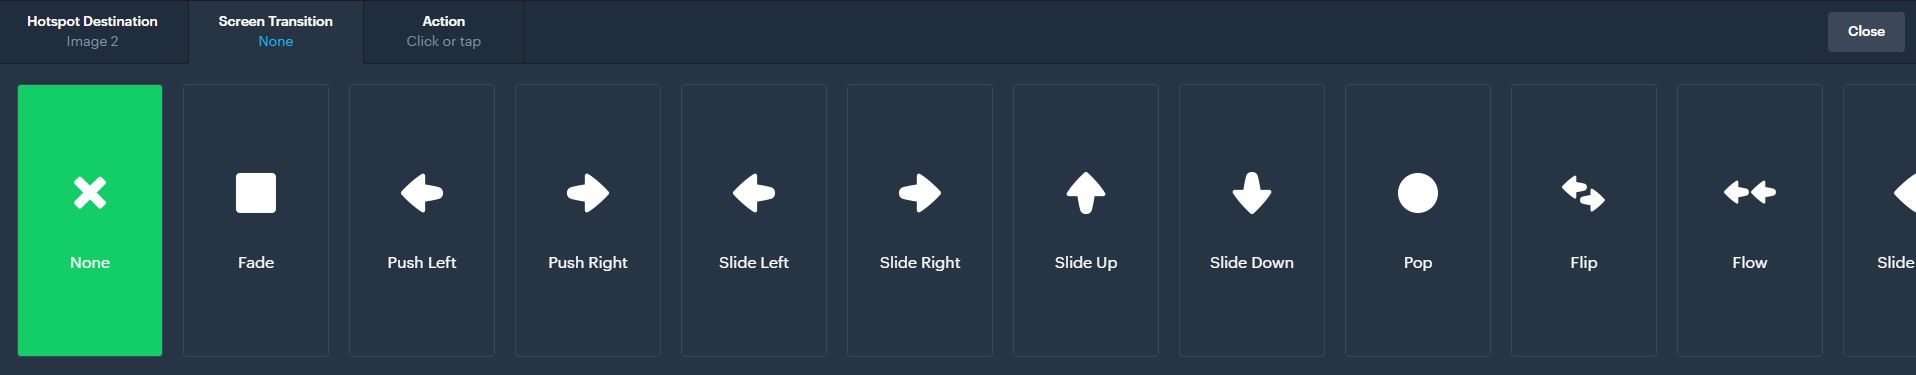 Hotspot Destination
Image 2
Screen Transition
None
Action
Click or tap
Close
None
Fade
Push Left
Push Right
Slide Left
Slide Right
Slide Up
Slide Down
Pop
Flip
Flow
Slide